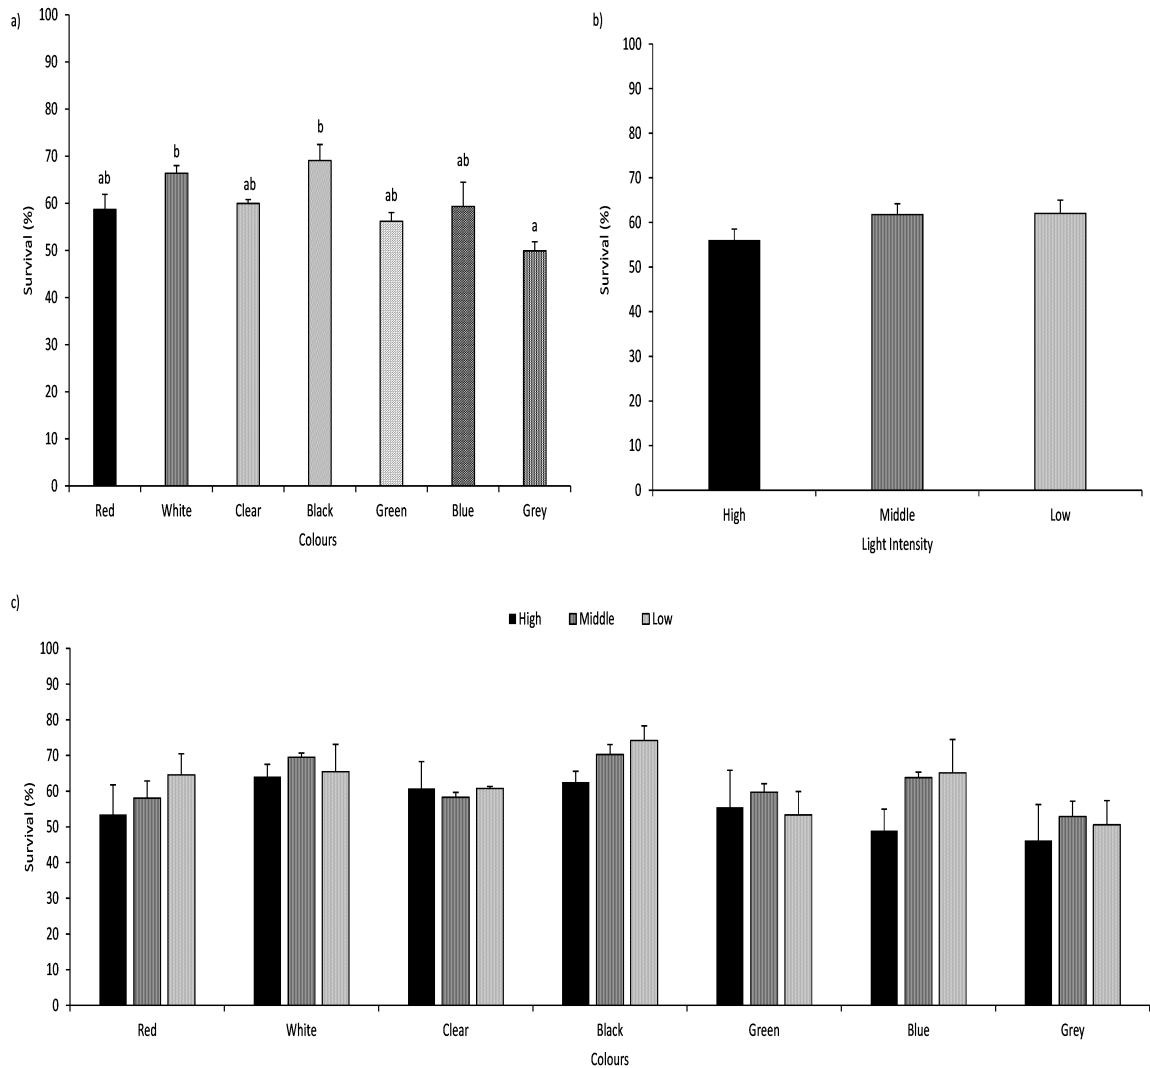 a)
100
90
80
70
60
50
40
30
20
10
0
Survival (%)
ab
b
ab
b
ab
ab
a
Red White Clear Black Green Blue Grey
Colours
b)
100
90
80
70
60
50
40
30
20
10
0
Survival (%)
High Middle Low
Light Intensity
c)
High Middle Low
100
90
80
70
60
50
40
30
20
10
0
Survival (%)
Red White Clear Black Green Blue Grey
Colours